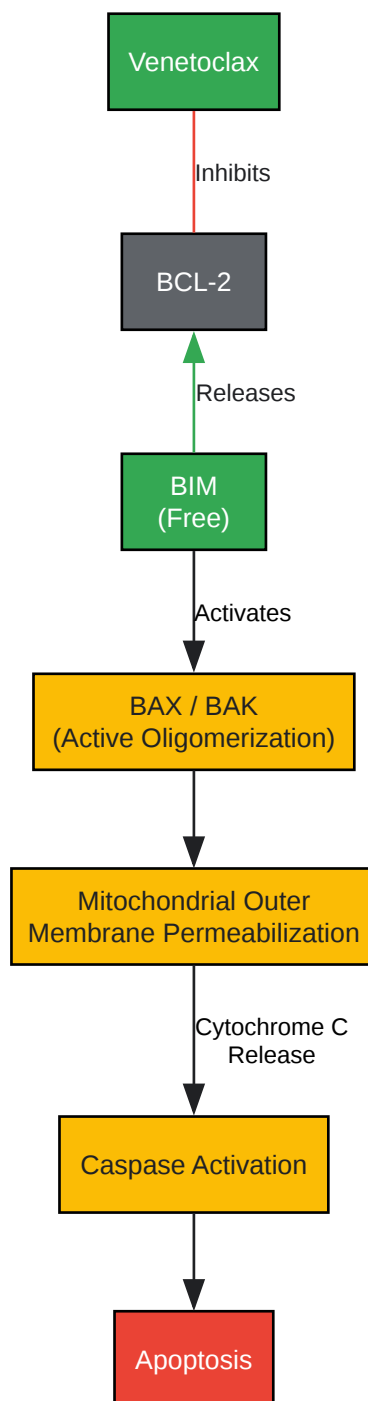 Venetoclax
Inhibits
BCL-2
Releases
BIM
(Free)
Activates
BAX / BAK
(Active Oligomerization)
Mitochondrial Outer
Membrane Permeabilization
Cytochrome C
Release
Caspase Activation
Apoptosis